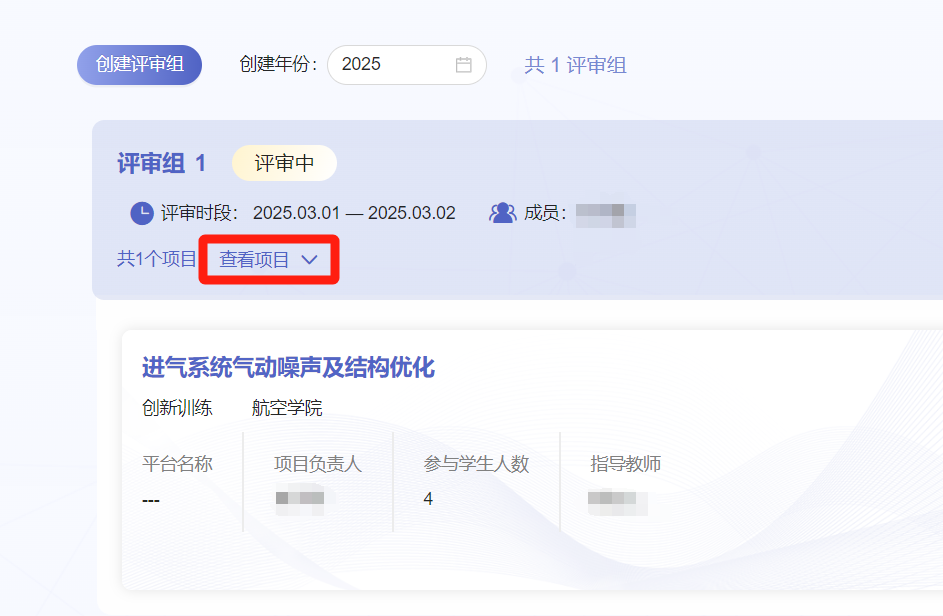 创建评审组 创建年份： 2025 共 1 评审组
评审组 1 评审中
评审时段： 2025.03.01 — 2025.03.02 成员：
共1个项目 查看项目
进气系统气动噪声及结构优化
创新训练 航空学院
平台名称 项目负责人 参与学生人数 指导教师
--- 4